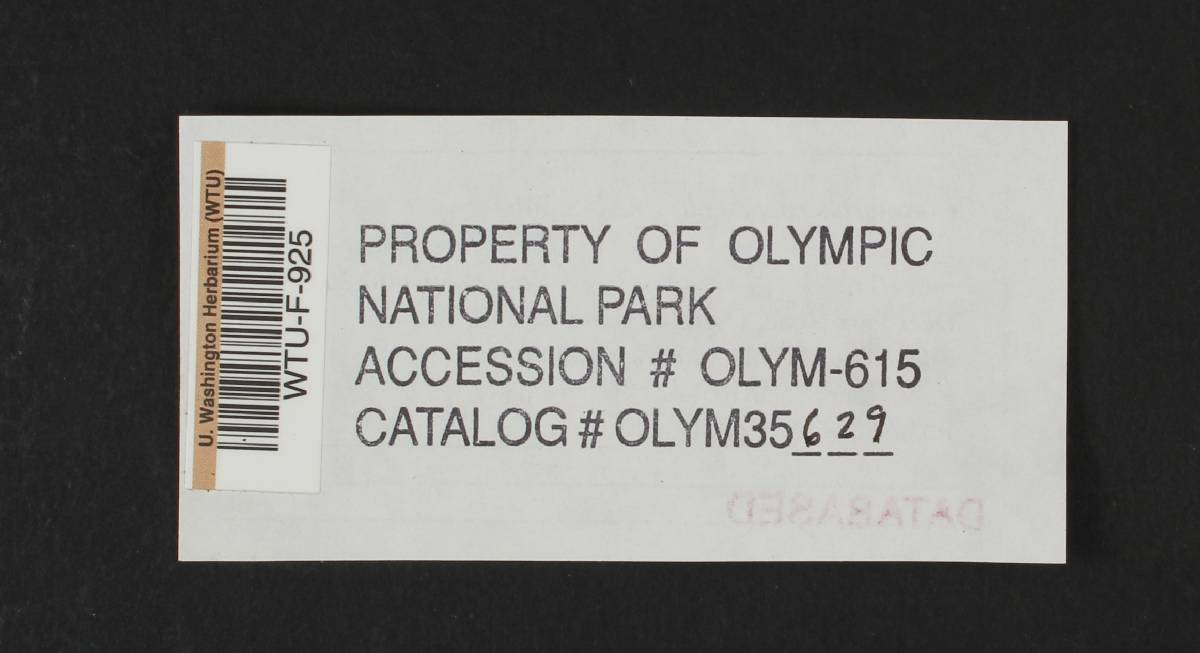 U. Washington Herbarium (WTU)
WTU-F-925
PROPERTY OF OLYMPIC
NATIONAL PARK
ACCESSION # OLYM-615
CATALOG # OLYM35629
DATABASED